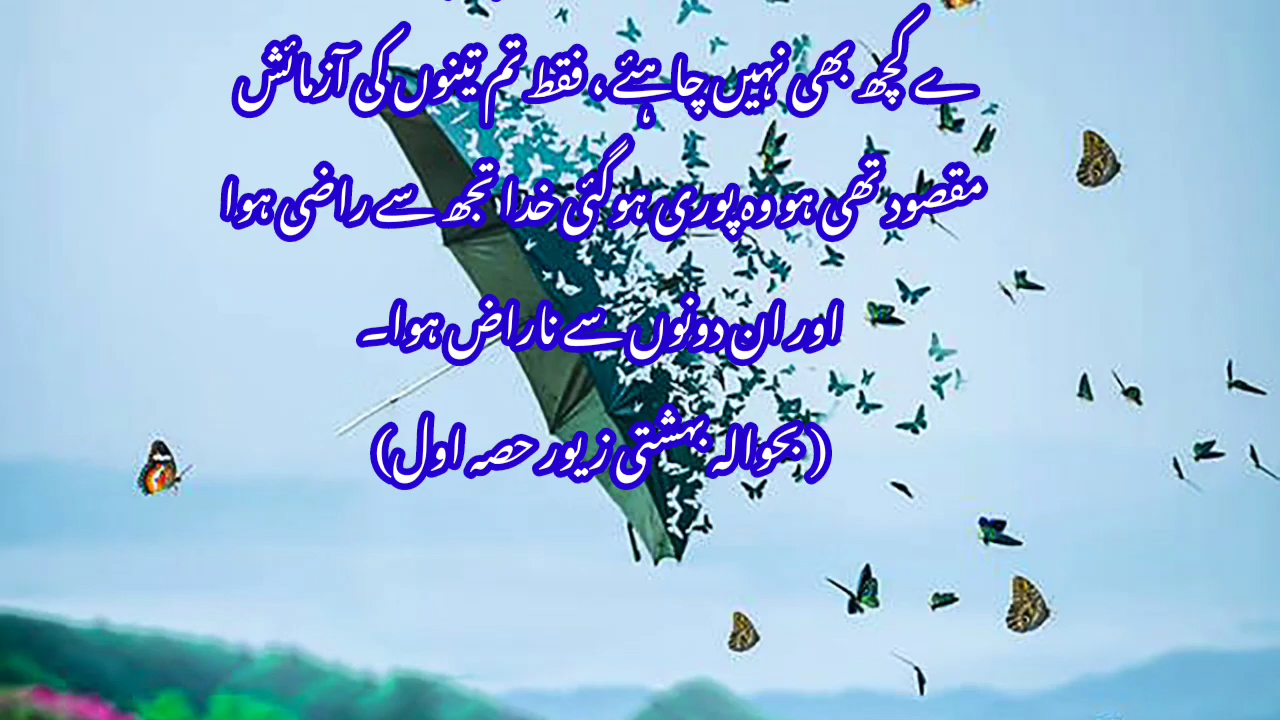 ے کچھ بھی نہیں چاہئے، فقط تم تینوں کی آزمائش
مقصود تھی ہو وہ پوری ہو گئی خدا تجھ سے راضی ہوا
اور ان دونوں سے ناراض ہوا۔
(بحوالہ بہشتی زیور حصہ اول)